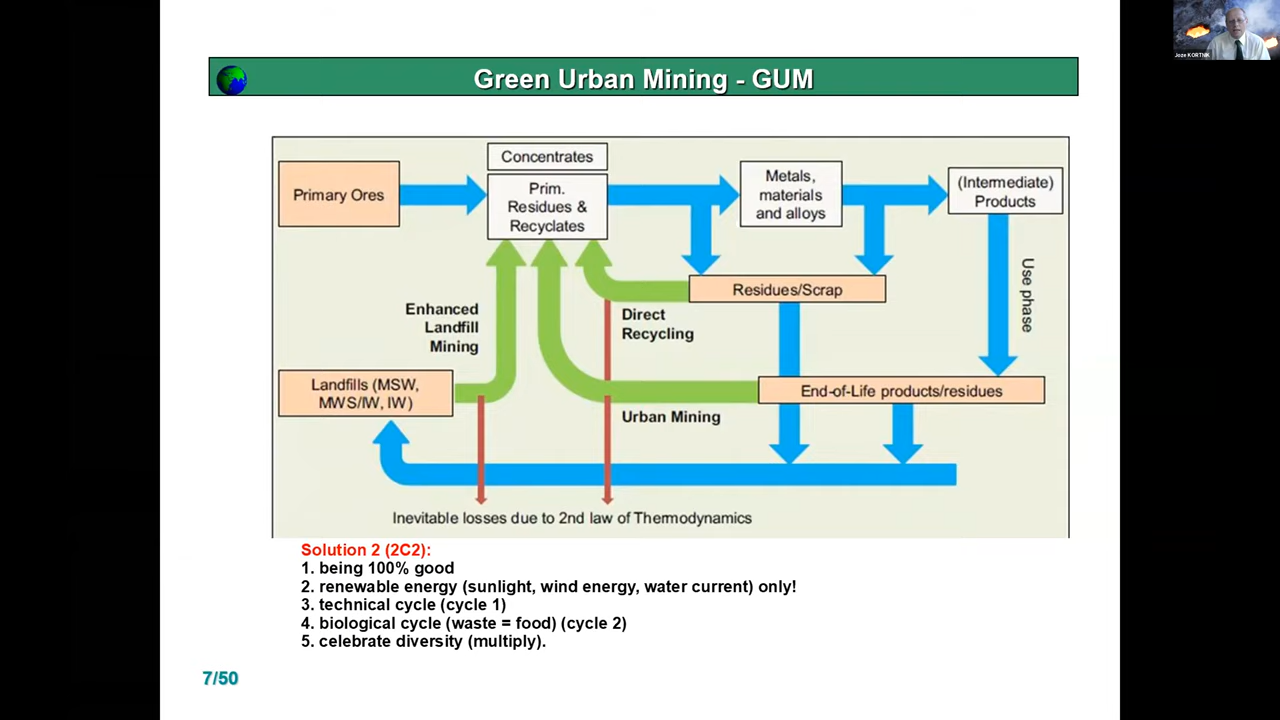 Joze KORTNIK
Green Urban Mining - GUM
Concentrates
Primary Ores
Prim.
Residues &
Recyclates
Metals,
materials
and alloys
(Intermediate)
Products
Use phase
Residues/Scrap
Enhanced
Landfill
Mining
Direct
Recycling
Landfills (MSW,
MWS/IW, IW)
End-of-Life products/residues
Urban Mining
Inevitable losses due to 2nd law of Thermodynamics
Solution 2 (2C2):
1. being 100% good
2. renewable energy (sunlight, wind energy, water current) only!
3. technical cycle (cycle 1)
4. biological cycle (waste = food) (cycle 2)
5. celebrate diversity (multiply).
7/50